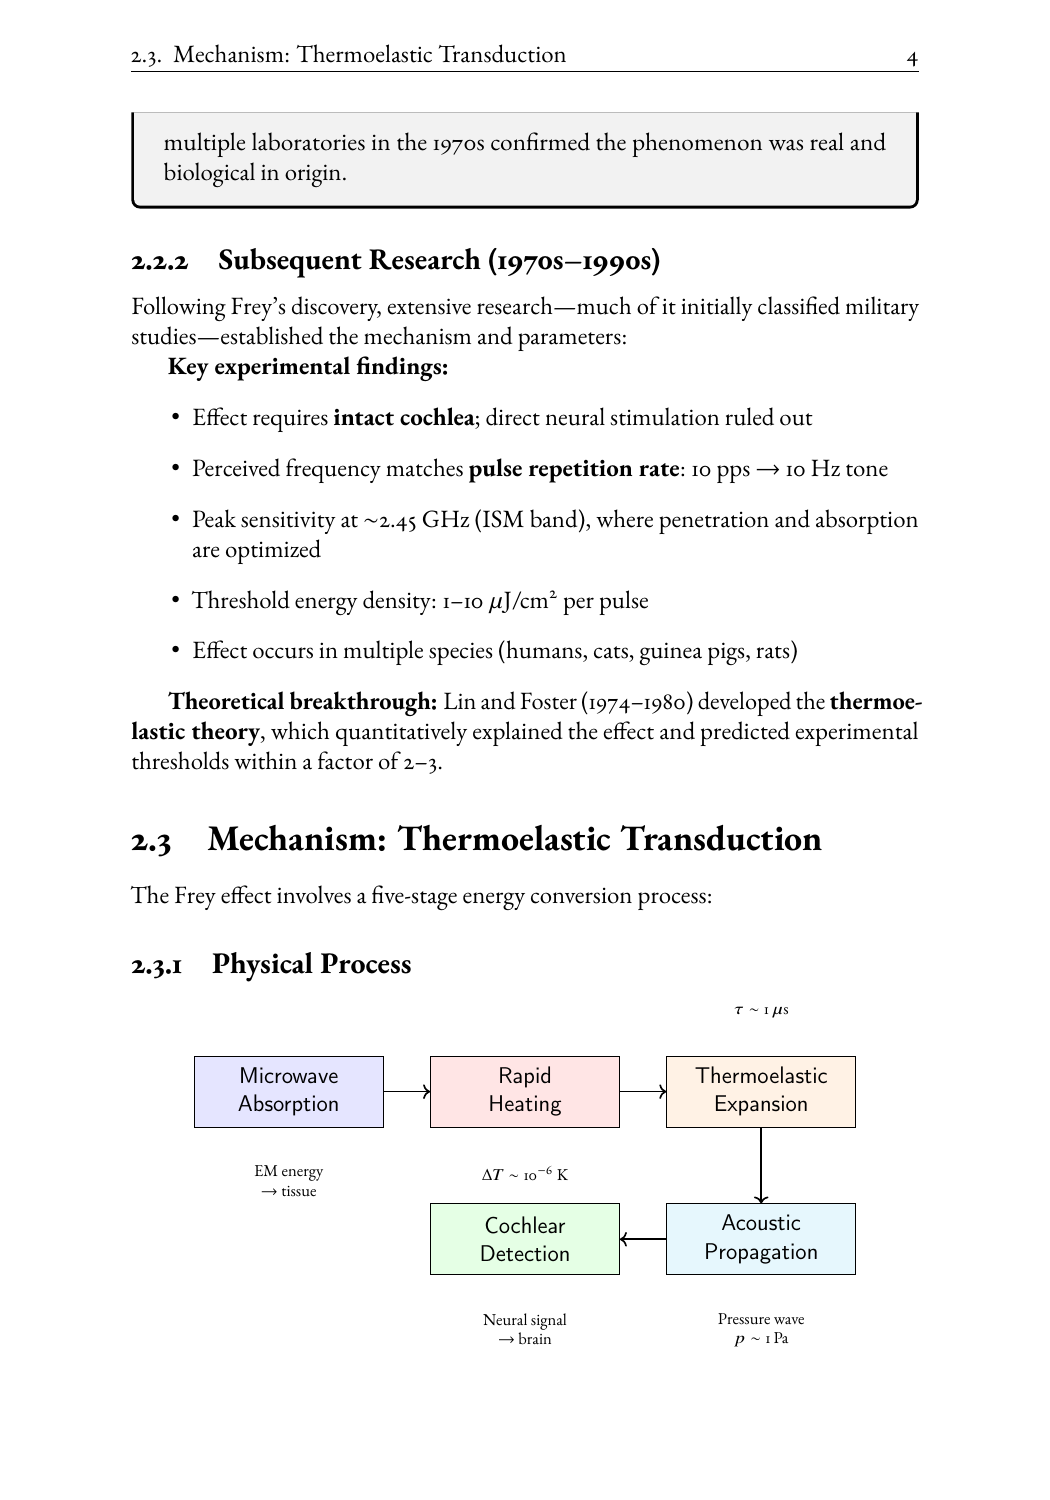 2.3. Mechanism: Thermoelastic Transduction 4
multiple laboratories in the 1970s confirmed the phenomenon was real and
biological in origin.
2.2.2 Subsequent Research (1970s–1990s)
Following Frey’s discovery, extensive research—much of it initially classified military
studies—established the mechanism and parameters:
Key experimental findings:
• Effect requires intact cochlea; direct neural stimulation ruled out
• Perceived frequency matches pulse repetition rate: 10 pps → 10 Hz tone
• Peak sensitivity at ∼2.45 GHz (ISM band), where penetration and absorption
are optimized
• Threshold energy density: 1–10 μJ/cm² per pulse
• Effect occurs in multiple species (humans, cats, guinea pigs, rats)
Theoretical breakthrough: Lin and Foster (1974–1980) developed the thermoe-
lastic theory, which quantitatively explained the effect and predicted experimental
thresholds within a factor of 2–3.
2.3 Mechanism: Thermoelastic Transduction
The Frey effect involves a five-stage energy conversion process:
2.3.1 Physical Process
τ ∼ 1 μs
Microwave
Absorption
Rapid
Heating
Thermoelastic
Expansion
EM energy
→ tissue
ΔT ∼ 10⁻⁶ K
Cochlear
Detection
Acoustic
Propagation
Neural signal
→ brain
Pressure wave
p ∼ 1 Pa